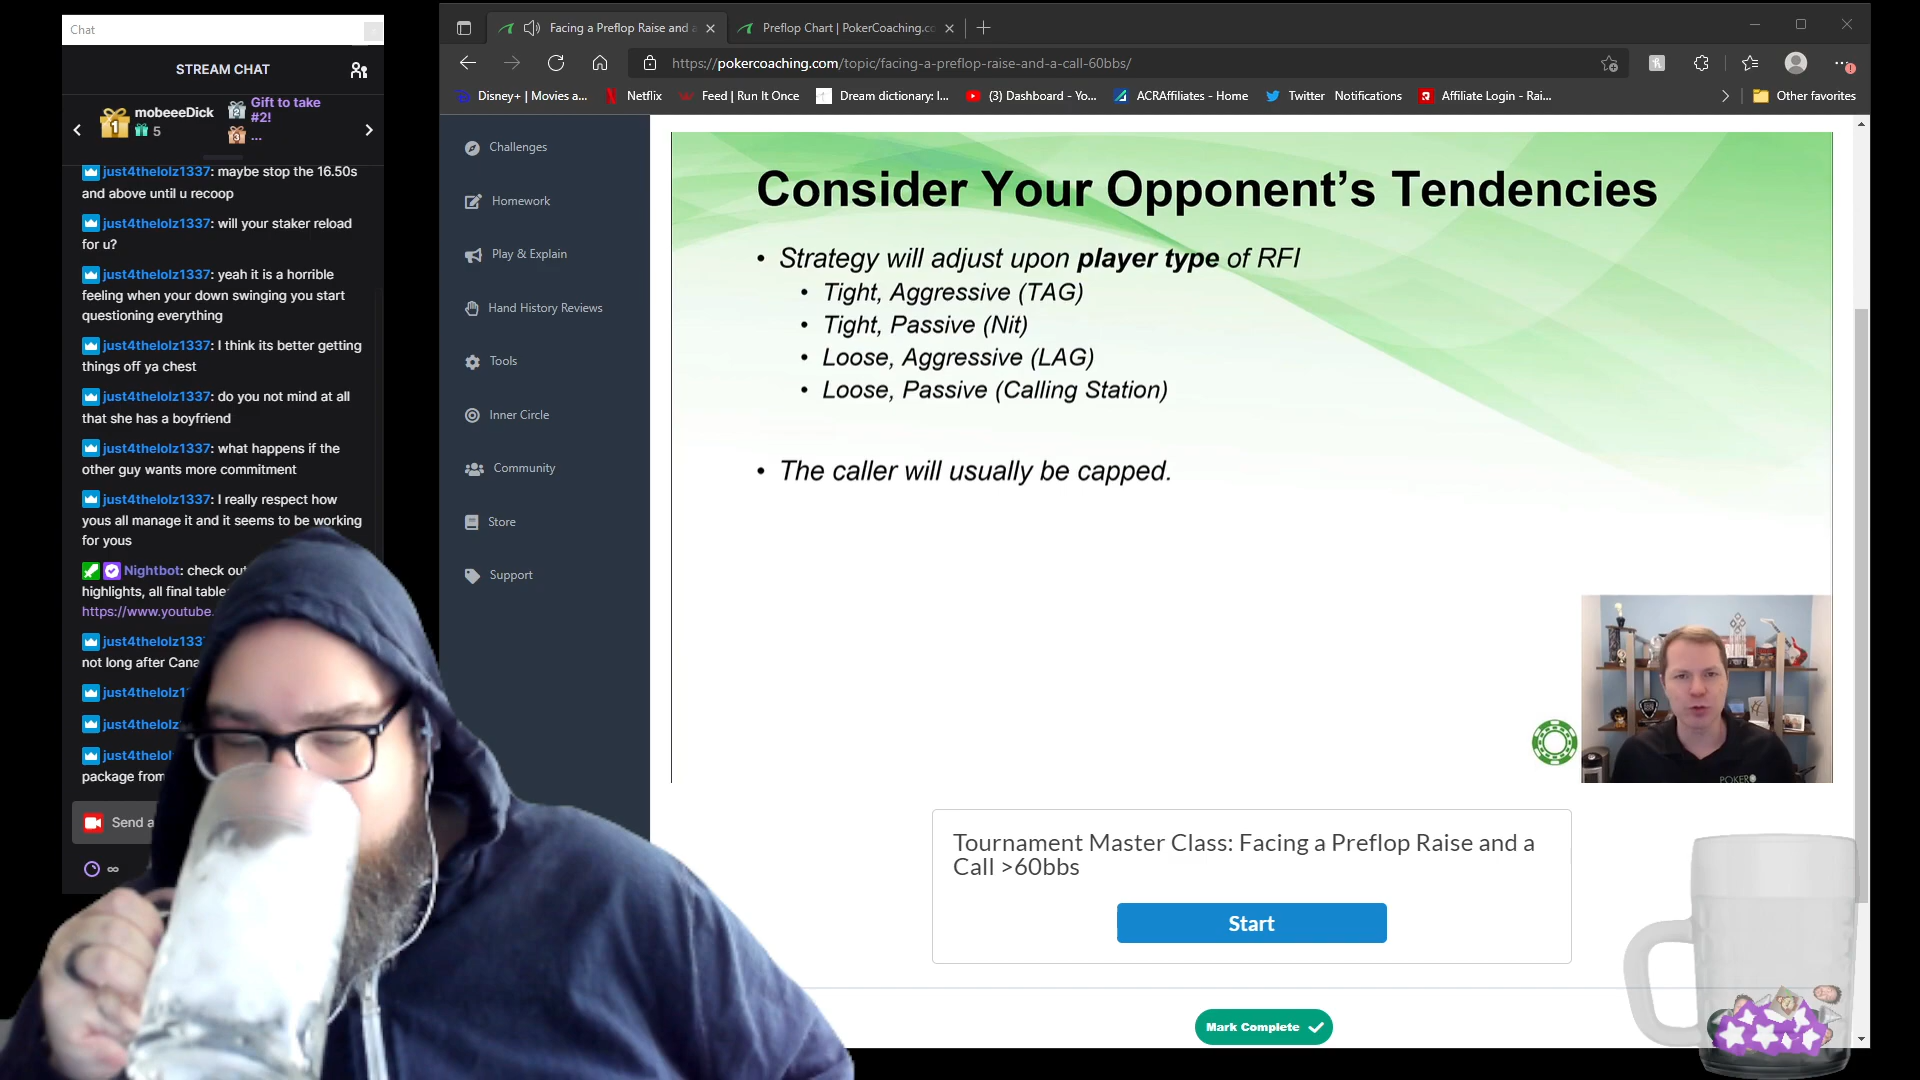 Chat
STREAM CHAT
mobeeeDick
5
Gift to take
#2!
...
just4thelolz1337: maybe stop the 16.50s
and above until u recoop
just4thelolz1337: will your staker reload
for u?
just4thelolz1337: yeah it is a horrible
feeling when your down swinging you start
questioning everything
just4thelolz1337: I think its better getting
things off ya chest
just4thelolz1337: do you not mind at all
that she has a boyfriend
just4thelolz1337: what happens if the
other guy wants more commitment
just4thelolz1337: I really respect how
yous all manage it and it seems to be working
for yous
Nightbot: check out
highlights, all final table
https://www.youtube.
just4thelolz133
not long after Cana
just4thelolz1
just4thelolz
just4thelol
package from
Send a
∞
Facing a Preflop Raise and a
Preflop Chart | PokerCoaching.co
https://pokercoaching.com/topic/facing-a-preflop-raise-and-a-call-60bbs/
Disney+ | Movies a...
Netflix
Feed | Run It Once
Dream dictionary: I...
(3) Dashboard - Yo...
ACRAffiliates - Home
Twitter
Notifications
Affiliate Login - Rai...
Other favorites
Challenges
Homework
Play & Explain
Hand History Reviews
Tools
Inner Circle
Community
Store
Support
Consider Your Opponent's Tendencies
• Strategy will adjust upon player type of RFI
• Tight, Aggressive (TAG)
• Tight, Passive (Nit)
• Loose, Aggressive (LAG)
• Loose, Passive (Calling Station)
• The caller will usually be capped.
POKER
Tournament Master Class: Facing a Preflop Raise and a
Call >60bbs
Start
Mark Complete